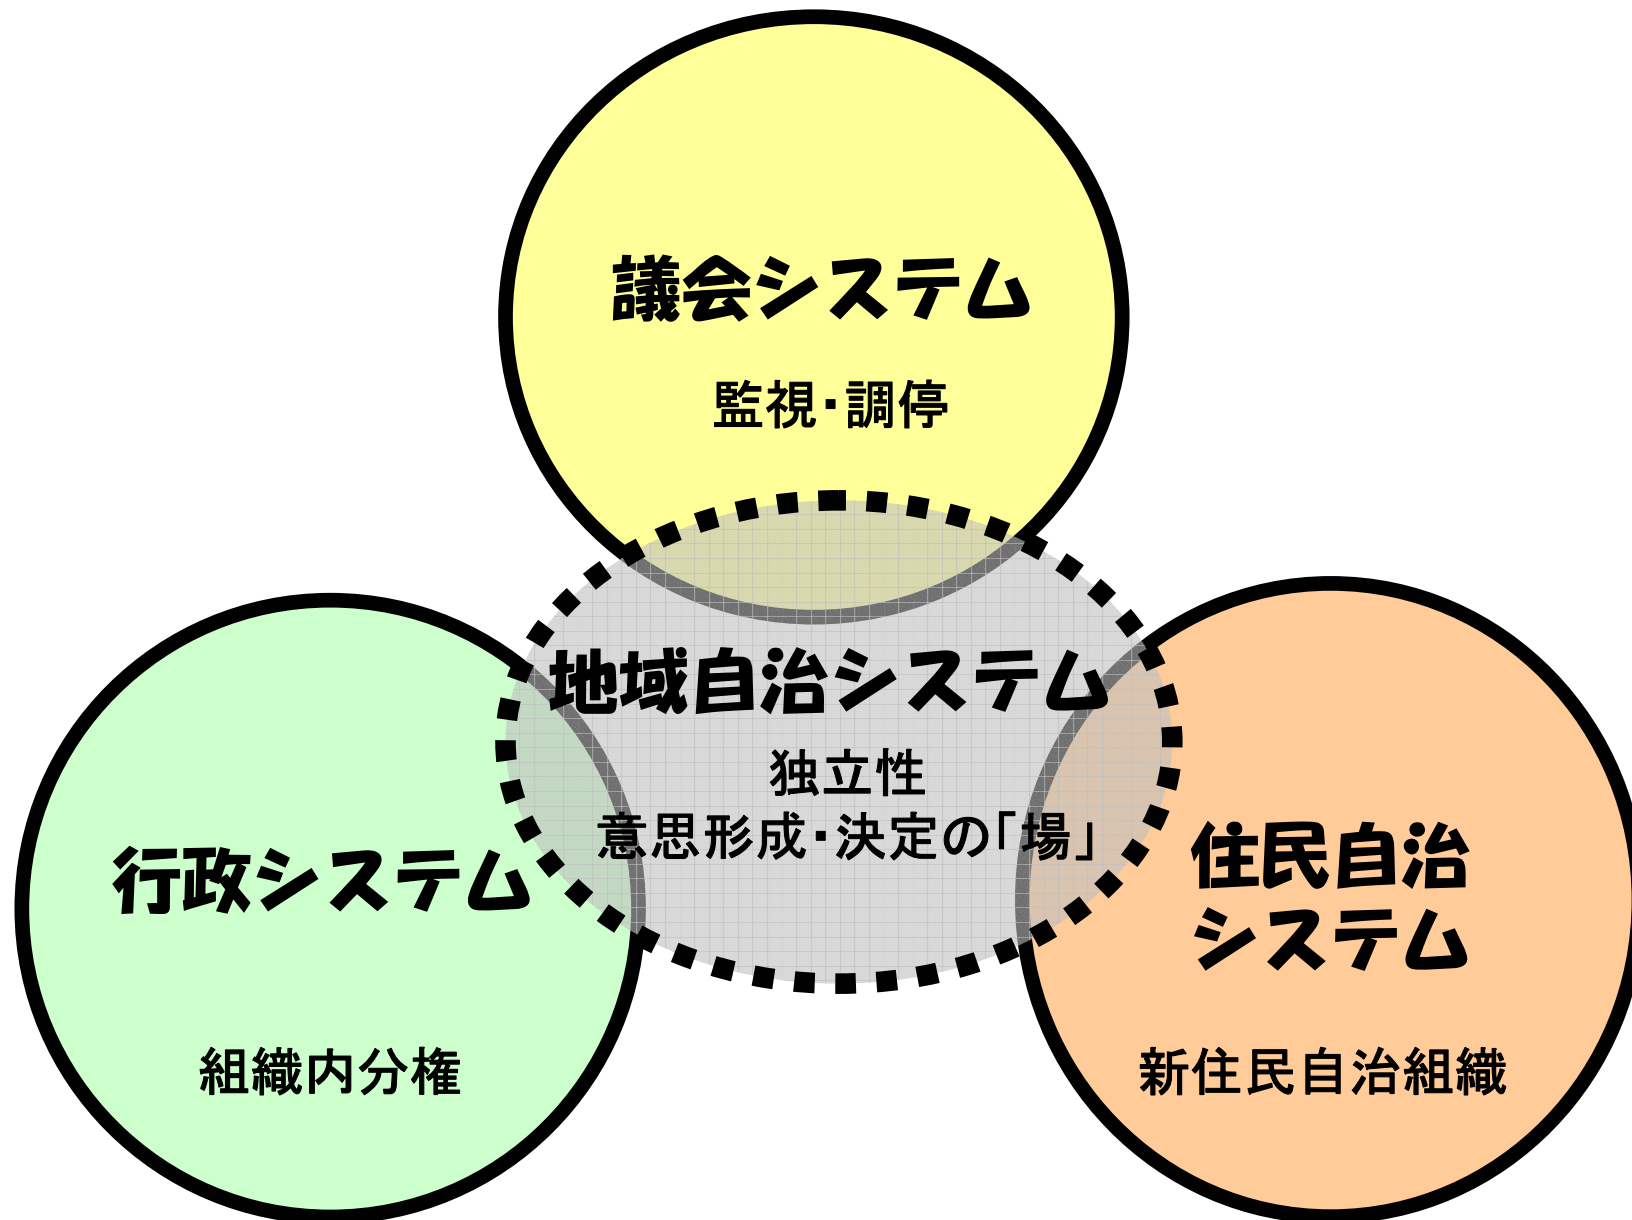 議会システム
監視・調停
地域自治システム
独立性
意思形成・決定の「場」
行政システム
組織内分権
住民自治
システム
新住民自治組織